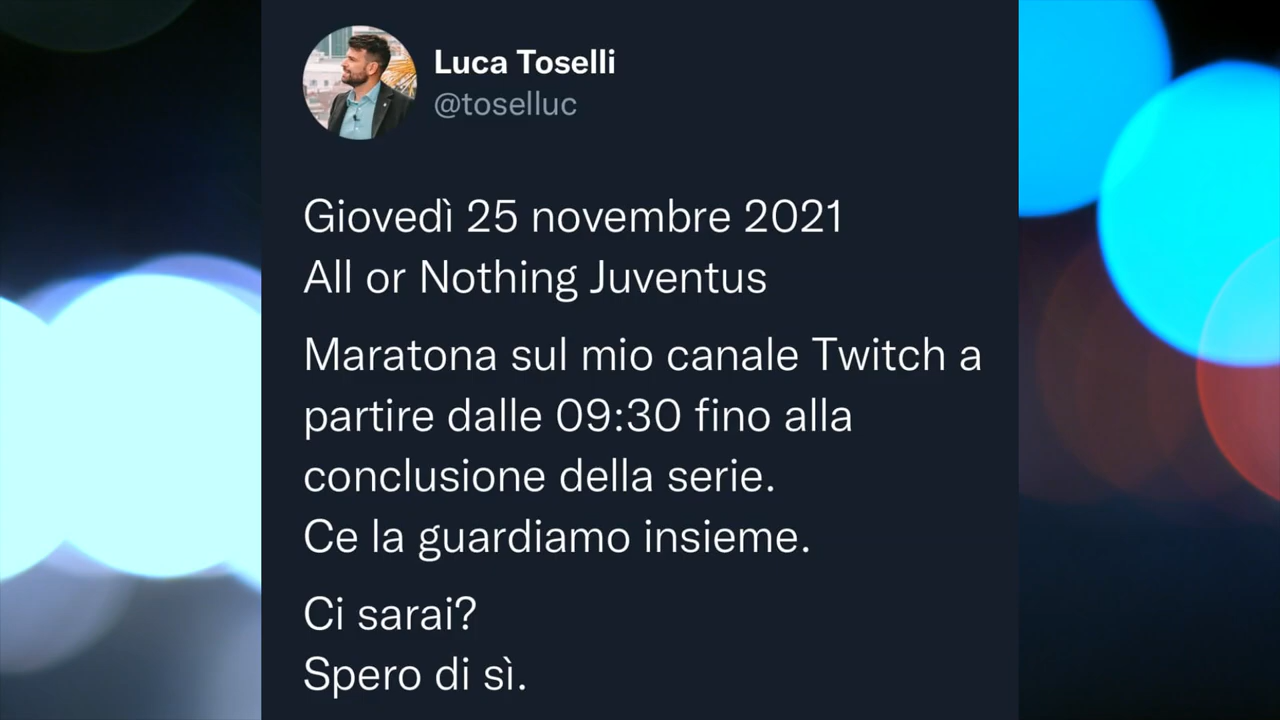 Luca Toselli
@toselluc
Giovedì 25 novembre 2021
All or Nothing Juventus
Maratona sul mio canale Twitch a
partire dalle 09:30 fino alla
conclusione della serie.
Ce la guardiamo insieme.
Ci sarai?
Spero di sì.